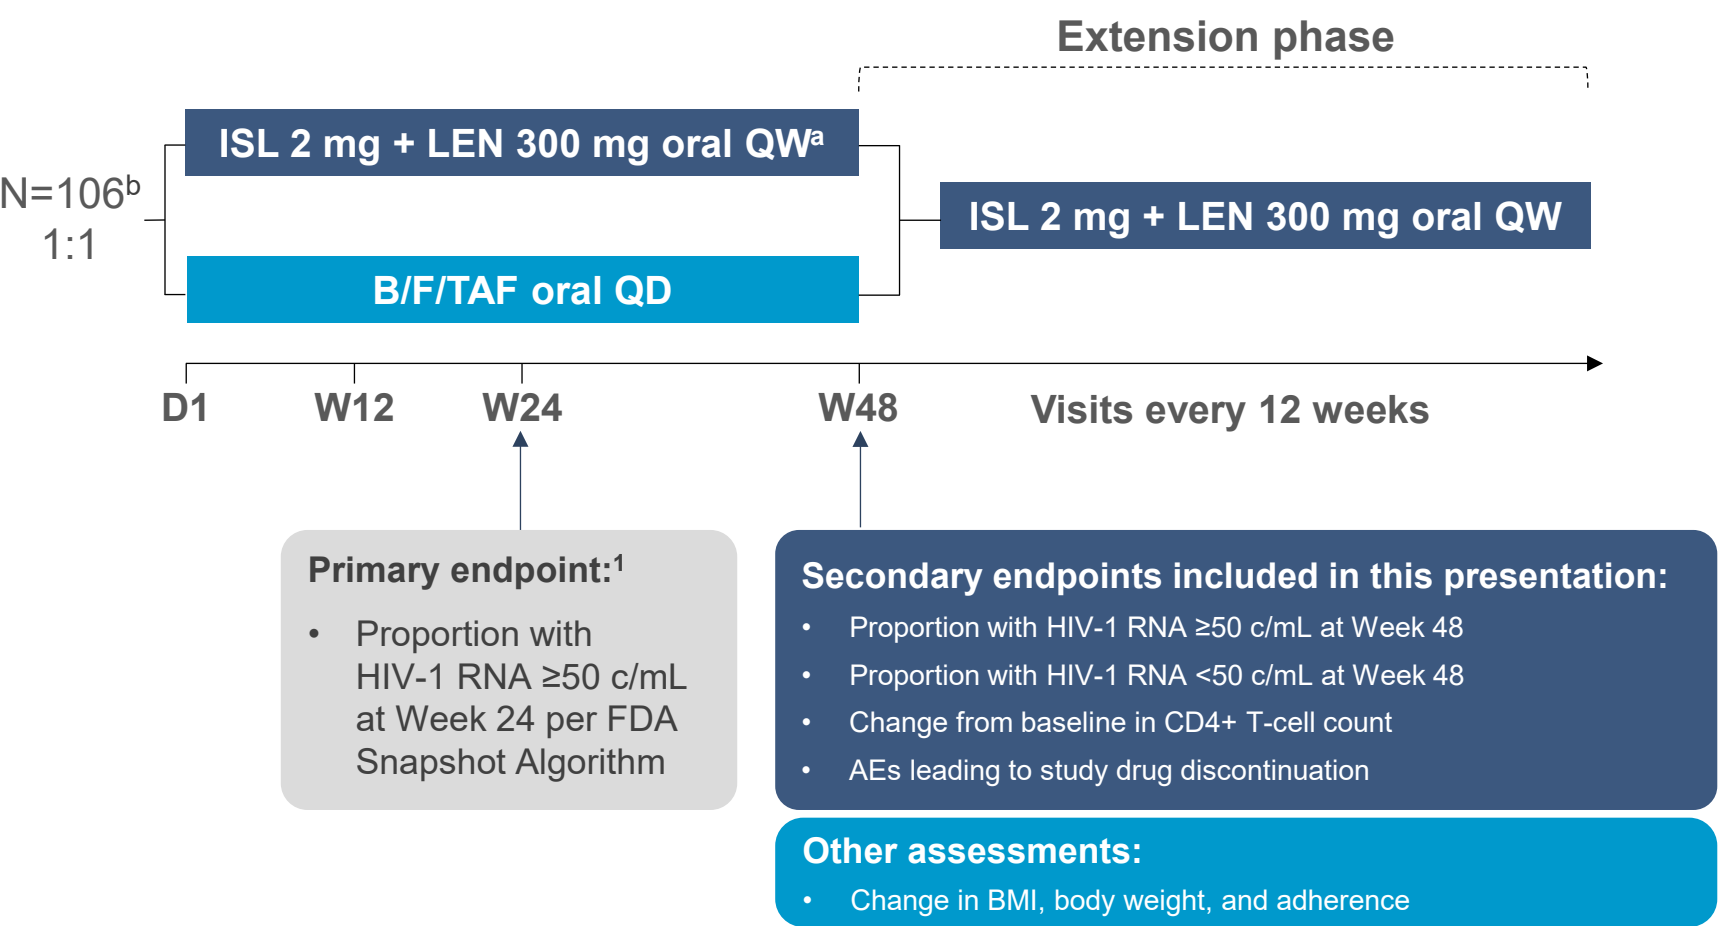 Extension phase
ISL 2 mg + LEN 300 mg oral QWᵃ
N=106ᵇ
1:1
ISL 2 mg + LEN 300 mg oral QW
B/F/TAF oral QD
D1
W12
W24
W48
Visits every 12 weeks
Primary endpoint:¹
• Proportion with
HIV-1 RNA ≥50 c/mL
at Week 24 per FDA
Snapshot Algorithm
Secondary endpoints included in this presentation:
• Proportion with HIV-1 RNA ≥50 c/mL at Week 48
• Proportion with HIV-1 RNA <50 c/mL at Week 48
• Change from baseline in CD4+ T-cell count
• AEs leading to study drug discontinuation
Other assessments:
• Change in BMI, body weight, and adherence